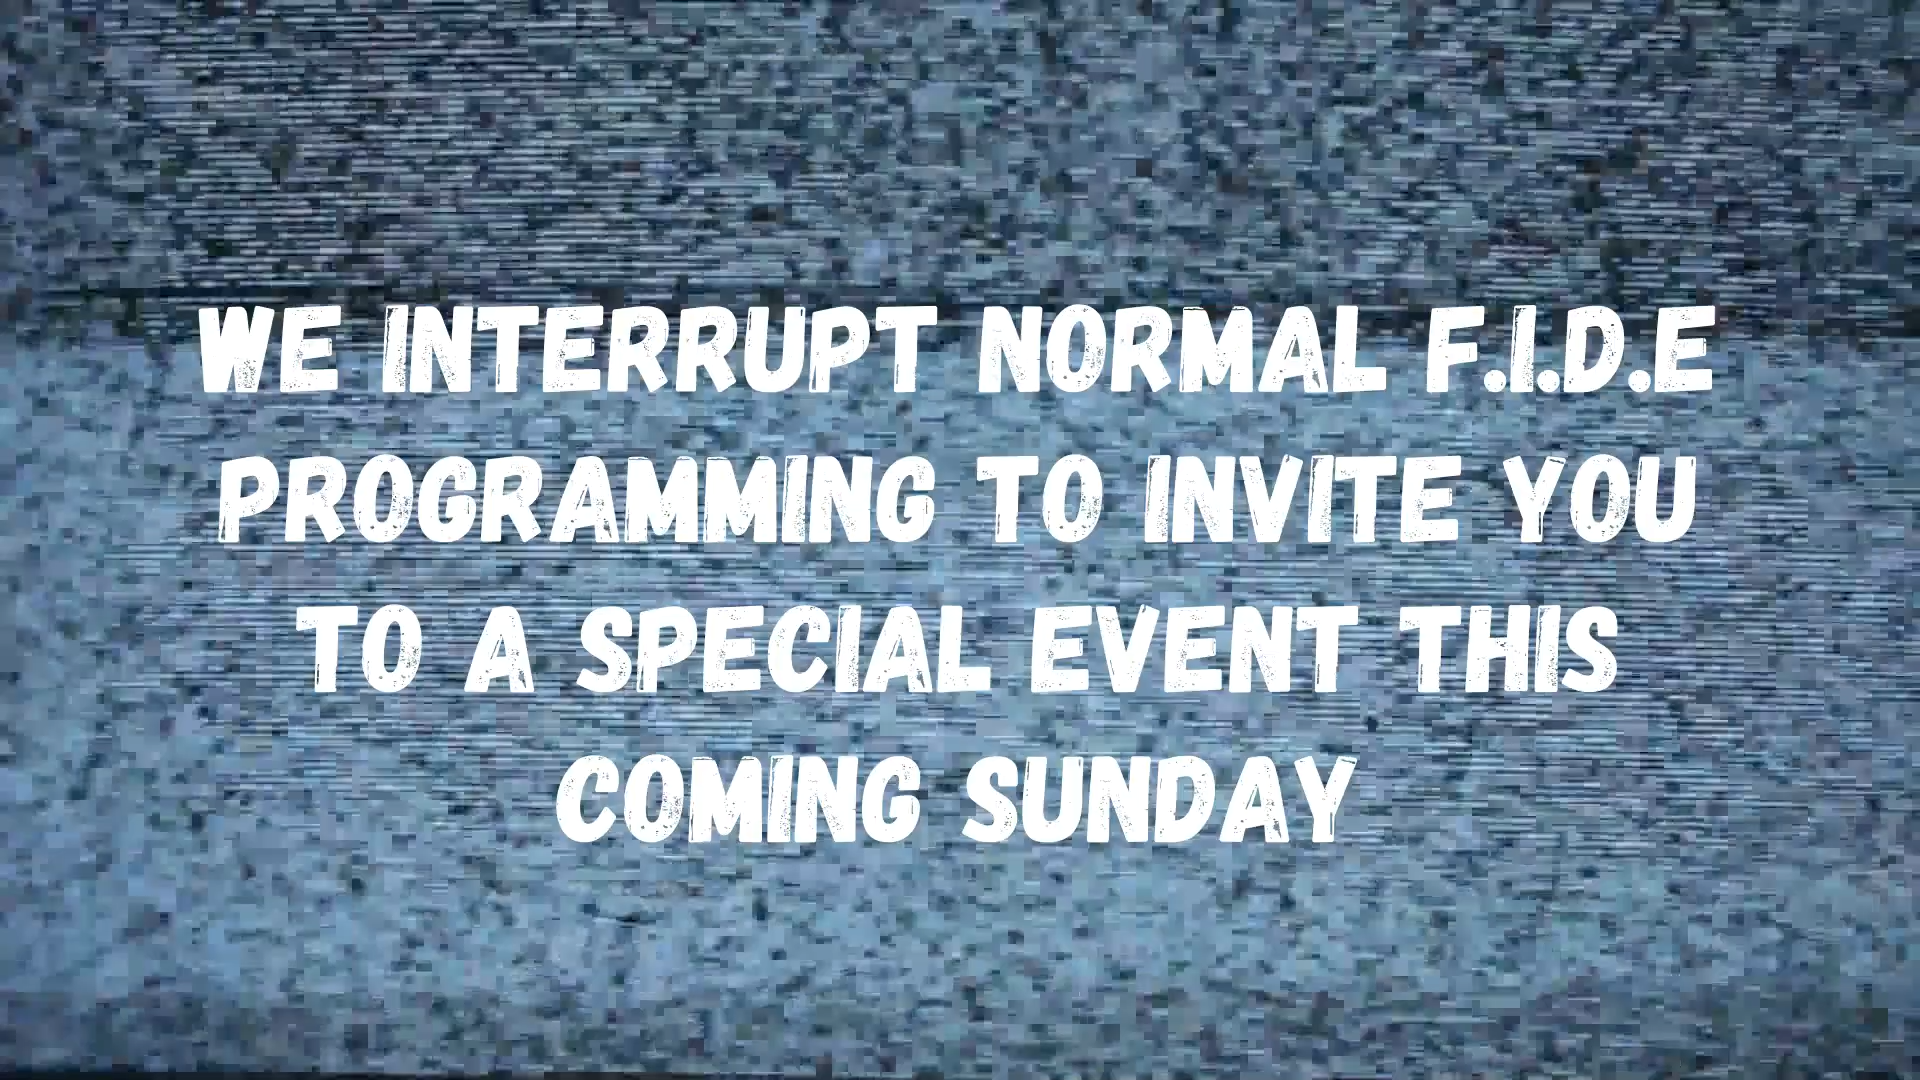 WE INTERRUPT NORMAL F.I.D.E
PROGRAMMING TO INVITE YOU
TO A SPECIAL EVENT THIS
COMING SUNDAY